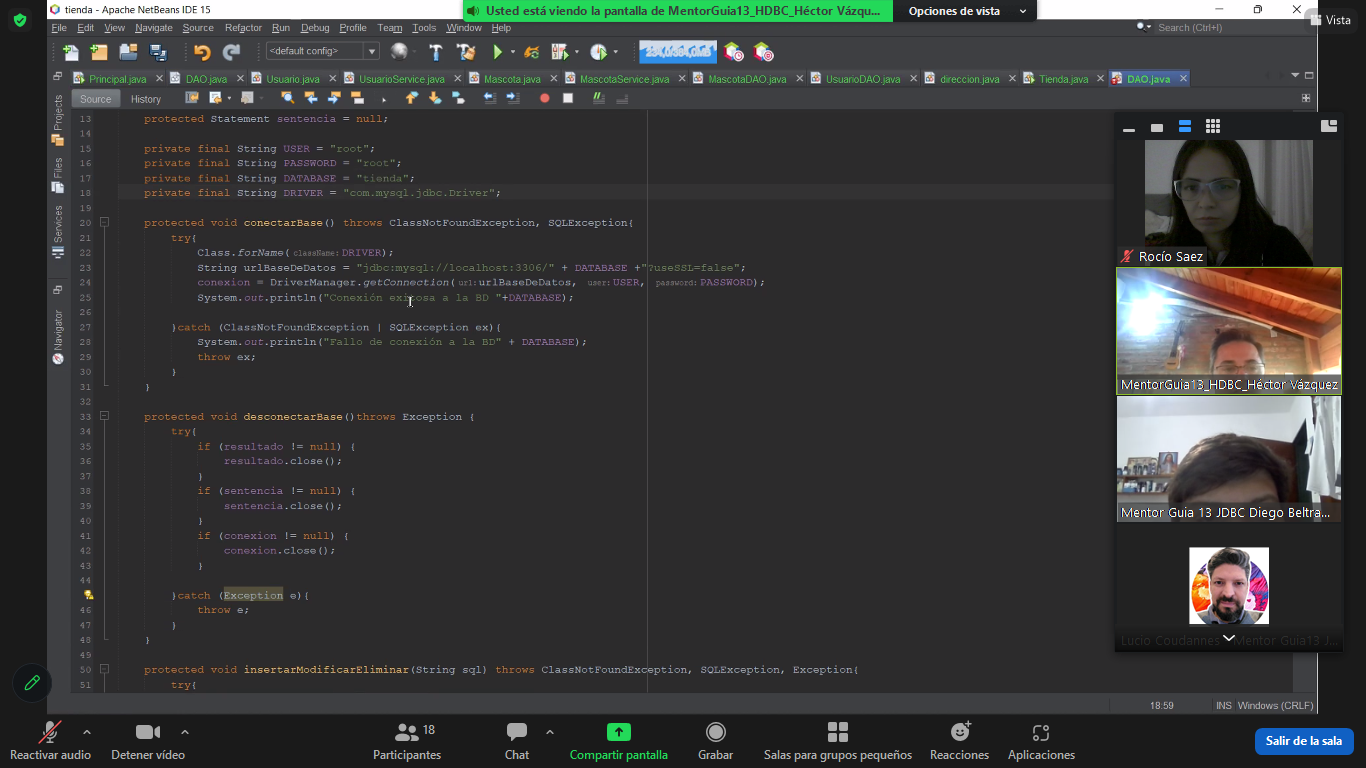 tienda - Apache NetBeans IDE 15
Usted está viendo la pantalla de MentorGuia13_HDBC_Héctor Vázqu...
Opciones de vista
Vista
File Edit View Navigate Source Refactor Run Debug Profile Team Tools Window Help
Search (Ctrl+I)
<default config>
Principal.java
DAO.java
Usuario.java
UsuarioService.java
Mascota.java
MascotaService.java
MascotaDAO.java
UsuarioDAO.java
direccion.java
Tienda.java
DAO.java
Source
History
Projects
Files
Services
Navigator
13 protected Statement sentencia = null;
14
15 private final String USER = "root";
16 private final String PASSWORD = "root";
17 private final String DATABASE = "tienda";
18 private final String DRIVER = "com.mysql.jdbc.Driver";
19
20 protected void conectarBase() throws ClassNotFoundException, SQLException{
21 try{
22 Class.forName(className:DRIVER);
23 String urlBaseDeDatos = "jdbc:mysql://localhost:3306/" + DATABASE +"?useSSL=false";
24 conexion = DriverManager.getConnection(url:urlBaseDeDatos, user:USER, password:PASSWORD);
25 System.out.println("Conexión exitosa a la BD "+DATABASE);
26
27 }catch (ClassNotFoundException | SQLException ex){
28 System.out.println("Fallo de conexión a la BD" + DATABASE);
29 throw ex;
30 }
31 }
32
33 protected void desconectarBase()throws Exception {
34 try{
35 if (resultado != null) {
36 resultado.close();
37 }
38 if (sentencia != null) {
39 sentencia.close();
40 }
41 if (conexion != null) {
42 conexion.close();
43 }
44
}catch (Exception e){
46 throw e;
47 }
48 }
49
50 protected void insertarModificarEliminar(String sql) throws ClassNotFoundException, SQLException, Exception{
51 try{
Rocío Saez
MentorGuia13_HDBC_Héctor Vázquez
Mentor Guia 13 JDBC Diego Beltra...
Lucio Coudannes - Mentor Guia13 J...
18:59
INS
Windows (CRLF)
Reactivar audio
Detener vídeo
Participantes
18
Chat
Compartir pantalla
Grabar
Salas para grupos pequeños
Reacciones
Aplicaciones
Salir de la sala